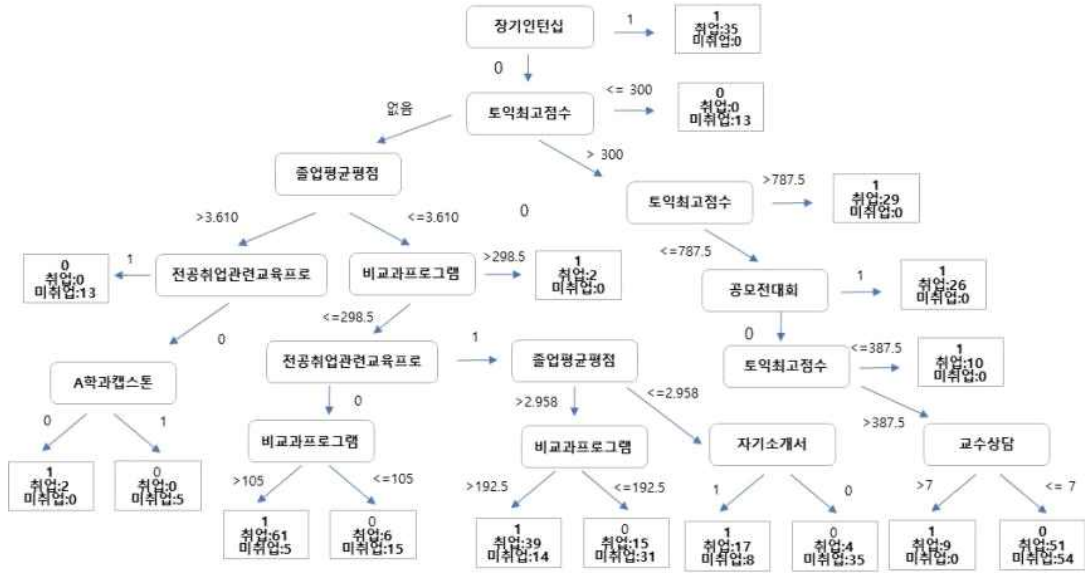 장기인턴십
1
1
취업:35
미취업:0
0
토익최고점수
<= 300
0
취업:0
미취업:13
없음
> 300
졸업평균평점
토익최고점수
>787.5
1
취업:29
미취업:0
>3.610
<=3.610
0
<=787.5
0
취업:0
미취업:13
1
전공취업관련교육프로
비교과프로그램
>298.5
1
취업:2
미취업:0
공모전대회
1
1
취업:26
미취업:0
0
<=298.5
0
A학과캡스톤
전공취업관련교육프로
1
졸업평균평점
토익최고점수
<=387.5
1
취업:10
미취업:0
0
1
0
>2.958
<=2.958
>387.5
비교과프로그램
비교과프로그램
자기소개서
교수상담
1
취업:2
미취업:0
0
취업:0
미취업:5
>105
<=105
>192.5
<=192.5
1
0
>7
<= 7
1
취업:61
미취업:5
0
취업:6
미취업:15
1
취업:39
미취업:14
0
취업:15
미취업:31
1
취업:17
미취업:8
0
취업:4
미취업:35
1
취업:9
미취업:0
0
취업:51
미취업:54